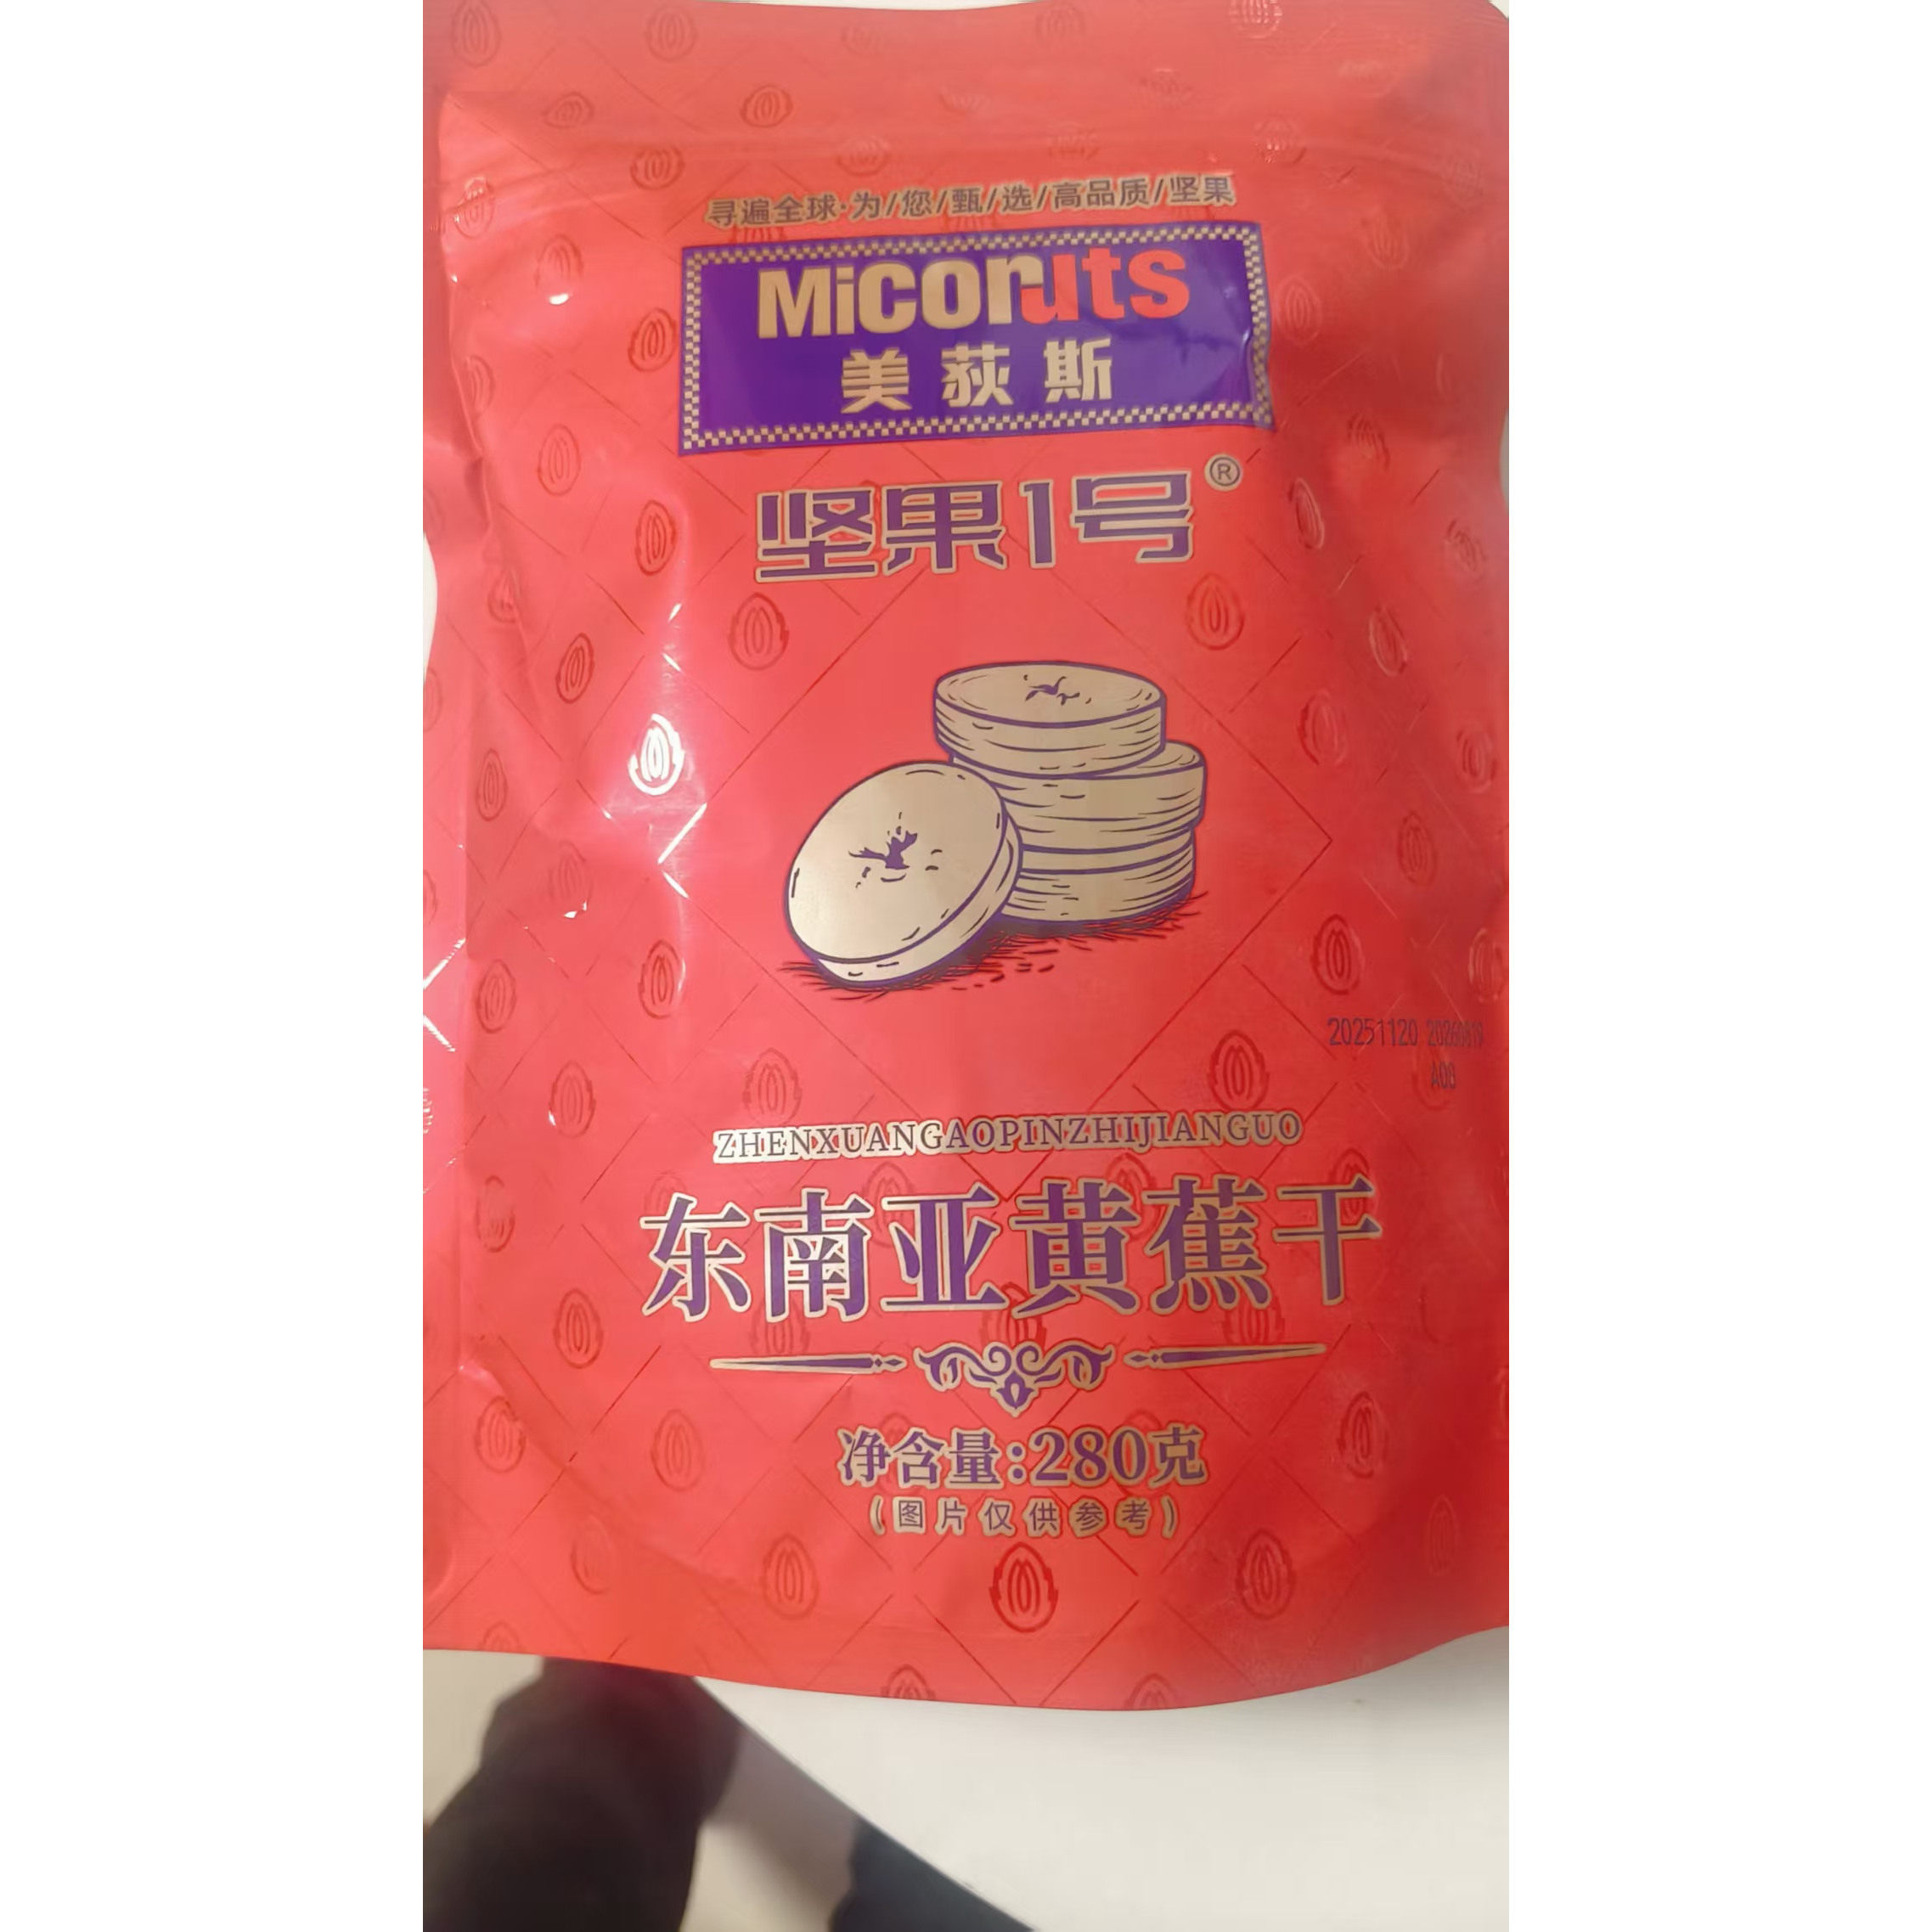 寻遍全球·为/您/甄/选/高品质/坚果
Miconuts
美荻斯
坚果1号®
20251120
A08
ZHENXUANGAOPINZHIJIANGUO
东南亚黄蕉干
净含量:280克
(图片仅供参考)